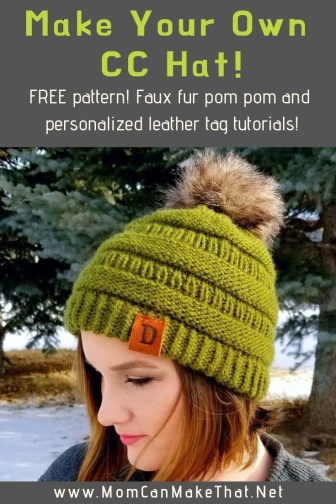 Make Your Own
CC Hat!
FREE pattern! Faux fur pom pom and
personalized leather tag tutorials!
D
www.MomCanMakeThat.Net